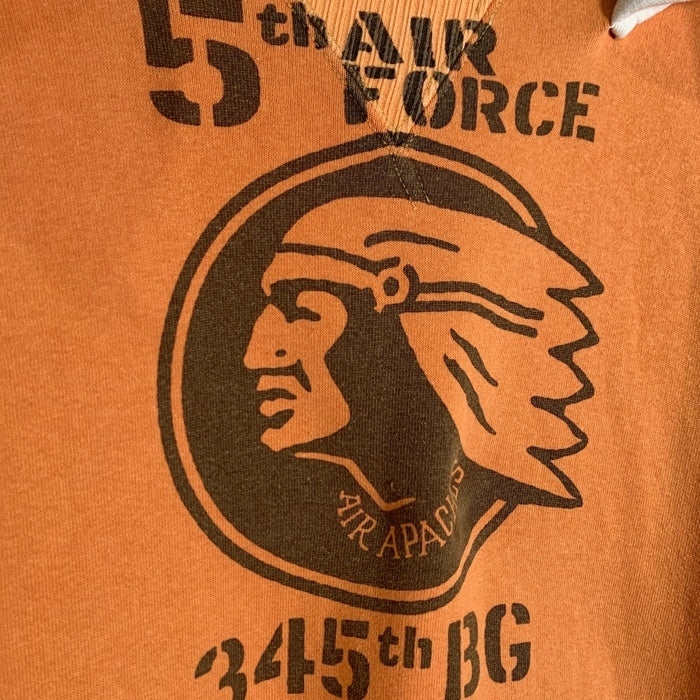 5th AIR
FORCE
AIR APACHES
345th BG